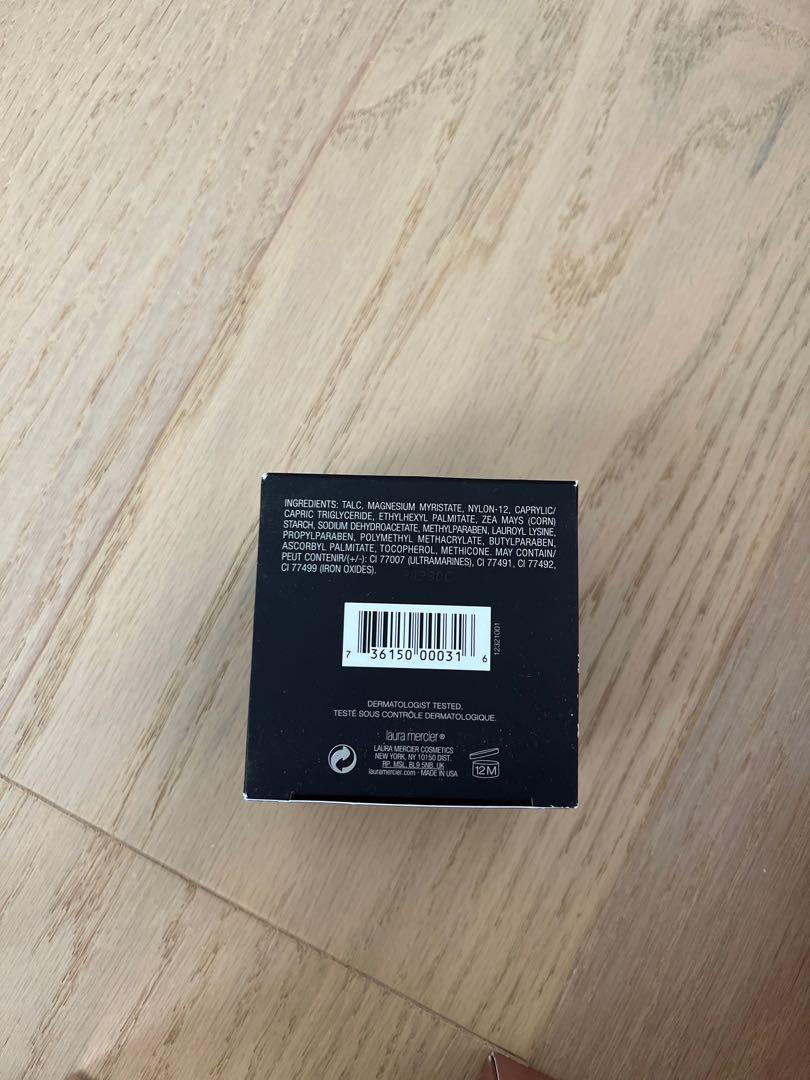 INGREDIENTS: TALC, MAGNESIUM MYRISTATE, NYLON-12, CAPRYLIC/
CAPRIC TRIGLYCERIDE, ETHYLHEXYL PALMITATE, ZEA MAYS (CORN)
STARCH, SODIUM DEHYDROACETATE, METHYLPARABEN, LAUROYL LYSINE,
PROPYLPARABEN, POLYMETHYL METHACRYLATE, BUTYLPARABEN,
ASCORBYL PALMITATE, TOCOPHEROL, METHICONE. MAY CONTAIN/
PEUT CONTENIR/(+/-): CI 77007 (ULTRAMARINES), CI 77491, CI 77492,
CI 77499 (IRON OXIDES).
7 36150 00031 6
12321001
DERMATOLOGIST TESTED.
TESTÉ SOUS CONTRÔLE DERMATOLOGIQUE.
laura mercier®
LAURA MERCIER COSMETICS
NEW YORK, NY 10150 DIST.
RP. MSL, BL9 5NB, UK
lauramercier.com · MADE IN USA
12M